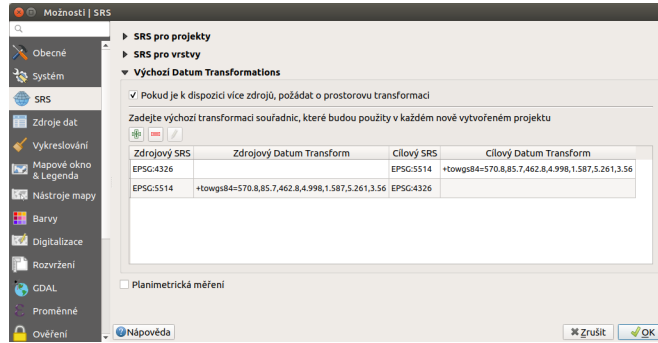 Možnosti | SRS
Obecné
Systém
SRS
Zdroje dat
Vykreslování
Mapové okno
& Legenda
Nástroje mapy
Barvy
Digitalizace
Rozvržení
GDAL
Proměnné
Ověření
SRS pro projekty
SRS pro vrstvy
Výchozí Datum Transformations
Pokud je k dispozici více zdrojů, požádat o prostorovou transformaci
Zadejte výchozí transformaci souřadnic, které budou použity v každém nově vytvořeném projektu
Zdrojový SRS Zdrojový Datum Transform Cílový SRS Cílový Datum Transform
EPSG:4326 EPSG:5514 +towgs84=570.8,85.7,462.8,4.998,1.587,5.261,3.56
EPSG:5514 +towgs84=570.8,85.7,462.8,4.998,1.587,5.261,3.56 EPSG:4326
Planimetrická měření
Nápověda
Zrušit
OK